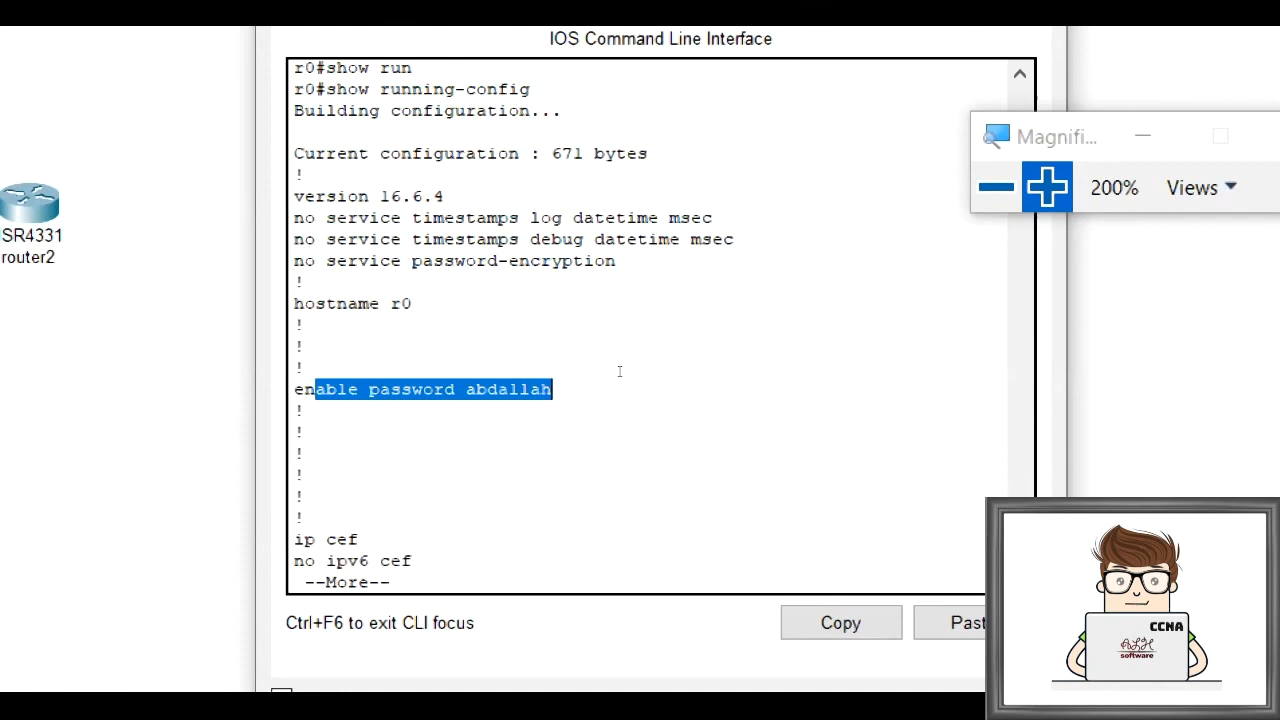 IOS Command Line Interface
r0#show run
r0#show running-config
Building configuration...
Current configuration : 671 bytes
!
version 16.6.4
no service timestamps log datetime msec
no service timestamps debug datetime msec
no service password-encryption
!
hostname r0
!
!
!
enable password abdallah
!
!
!
!
!
!
ip cef
no ipv6 cef
--More--
Ctrl+F6 to exit CLI focus
Copy
Past
SR4331
router2
Magnifi...
200%
Views
CCNA
software